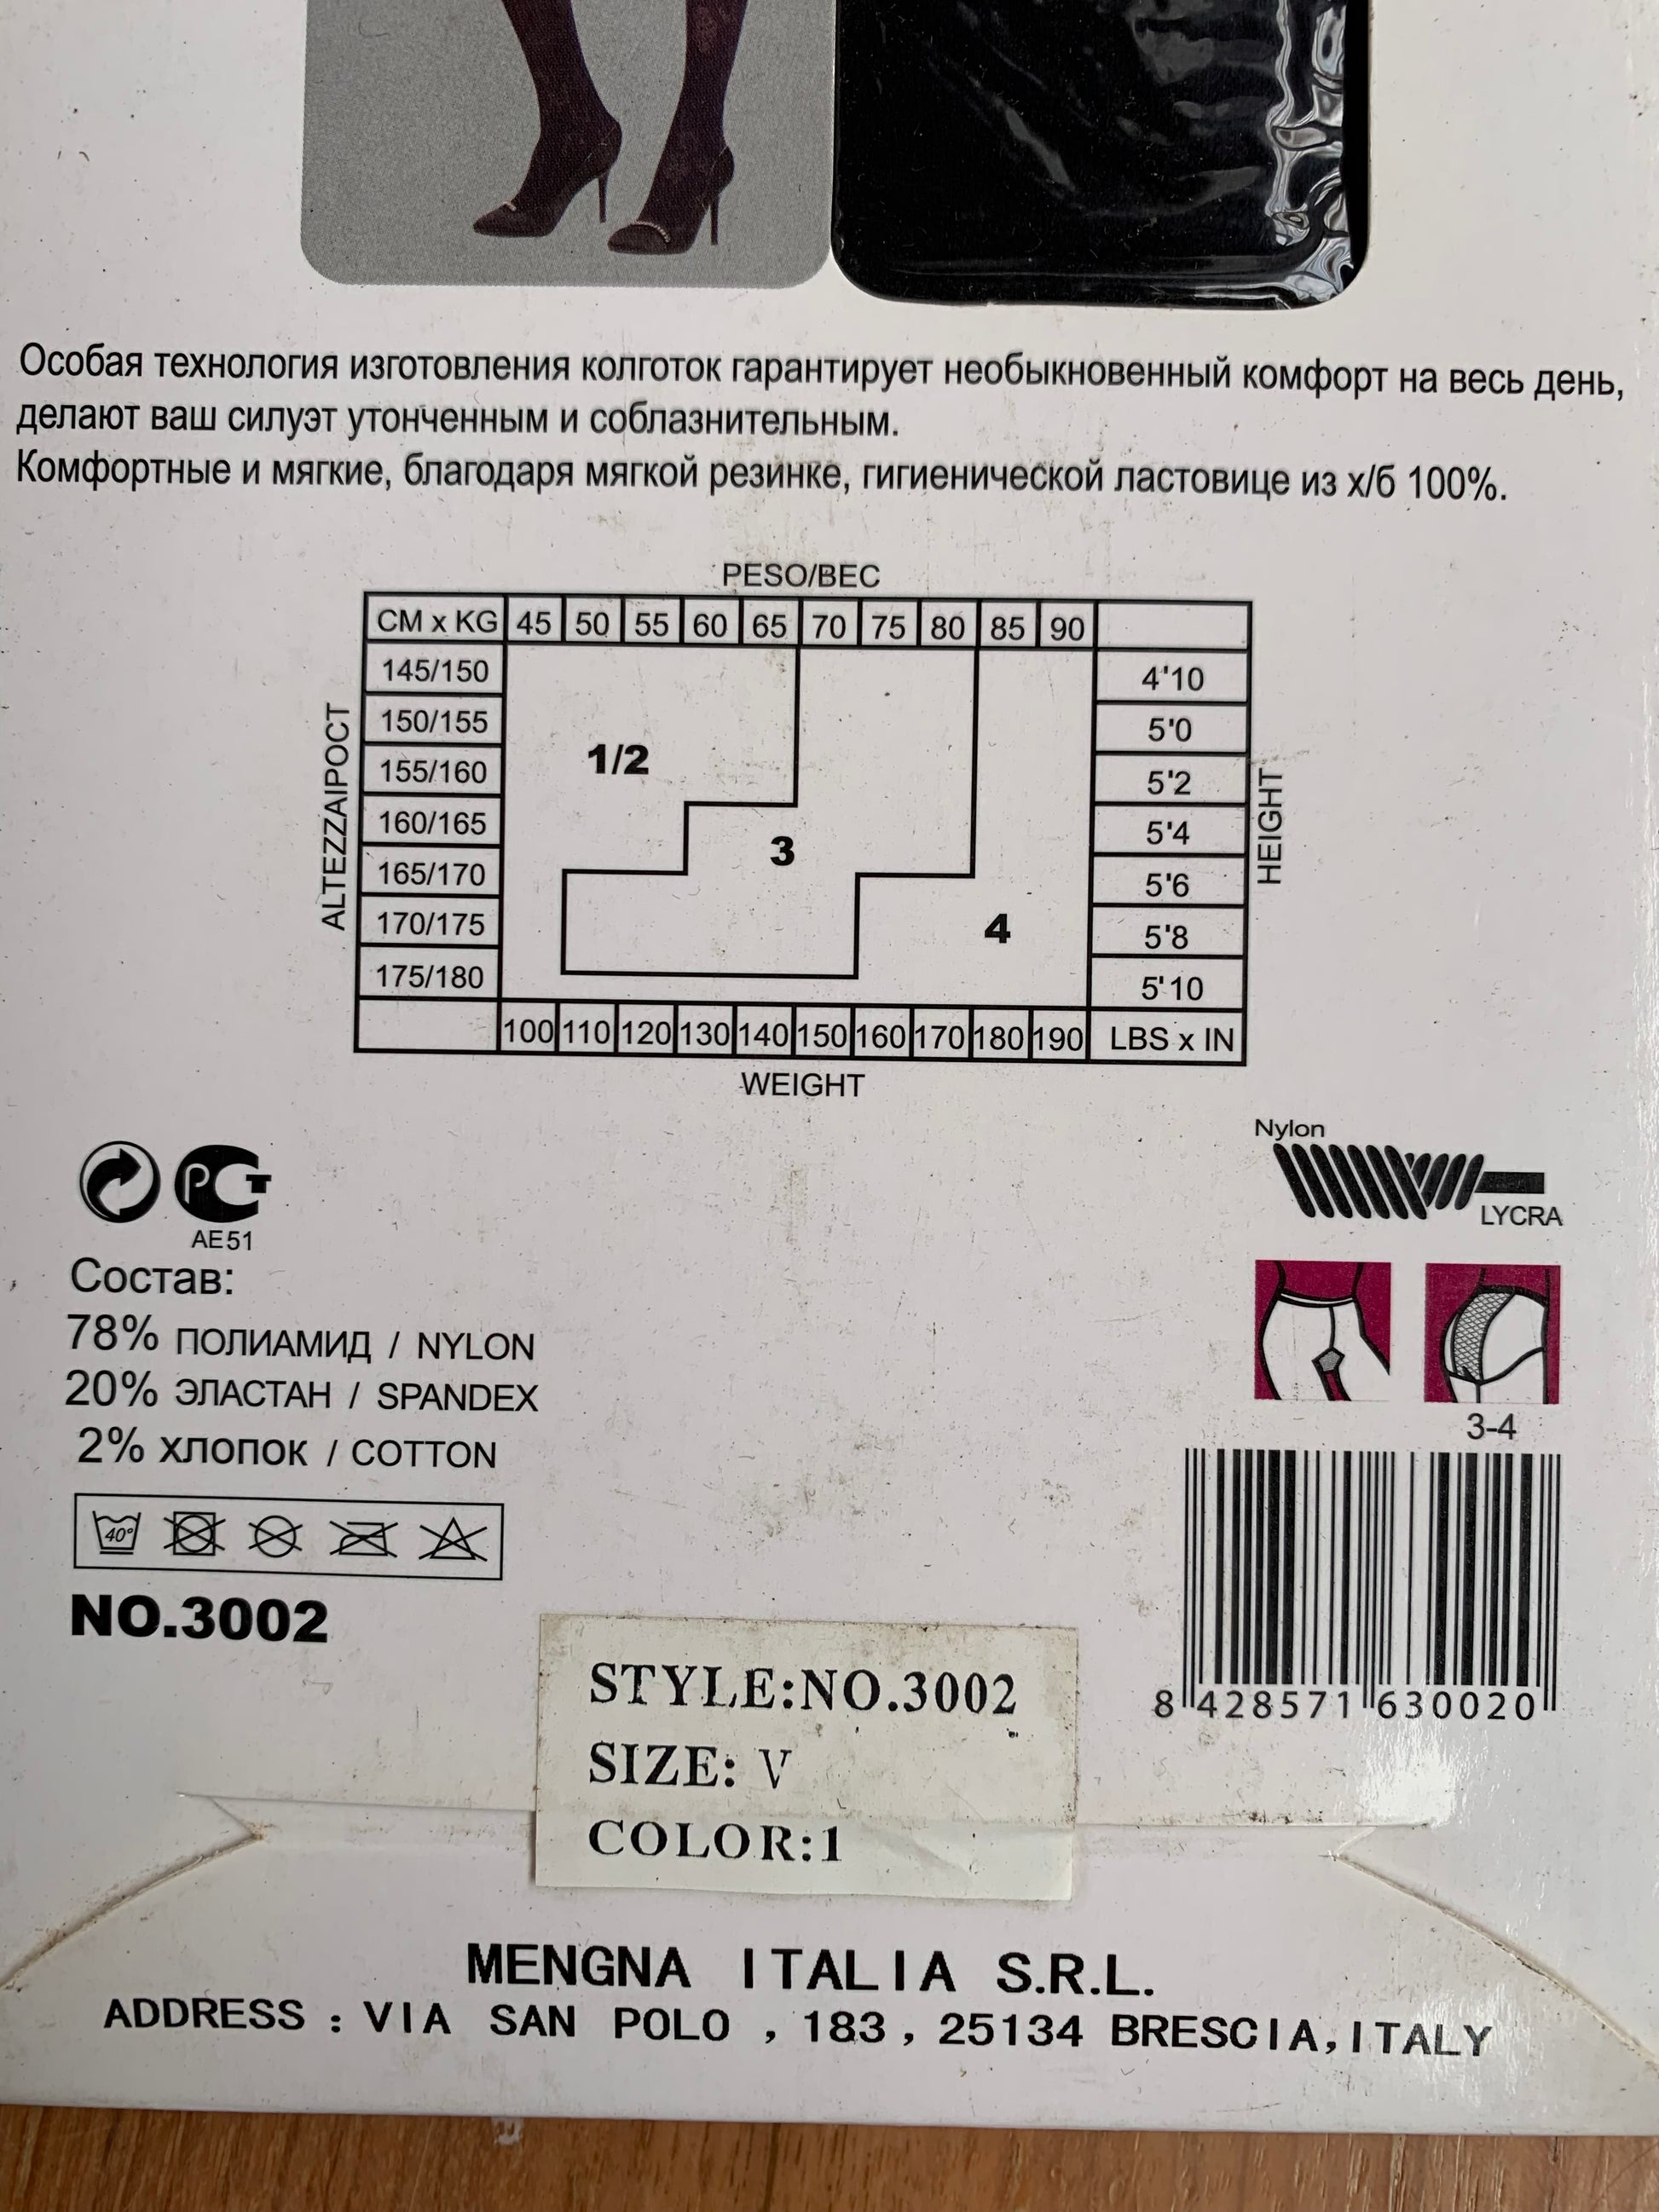 Особая технология изготовления колготок гарантирует необыкновенный комфорт на весь день,
делают ваш силуэт утонченным и соблазнительным.
Комфортные и мягкие, благодаря мягкой резинке, гигиенической ластовице из х/б 100%.
PESO/ВЕС
CM x KG 45 50 55 60 65 70 75 80 85 90
145/150 4'10
150/155 5'0
1/2
155/160 5'2
160/165 5'4
3
165/170 5'6
170/175 5'8
4
175/180 5'10
100 110 120 130 140 150 160 170 180 190 LBS x IN
ALTEZZAIРОСТ
HEIGHT
WEIGHT
Nylon
LYCRA
РСТ
AE51
Состав:
78% ПОЛИАМИД / NYLON
20% ЭЛАСТАН / SPANDEX
2% ХЛОПОК / COTTON
40°
NO.3002
3-4
8 428571 630020
STYLE:NO.3002
SIZE: V
COLOR:1
MENGNA ITALIA S.R.L.
ADDRESS : VIA SAN POLO , 183 , 25134 BRESCIA, ITALY